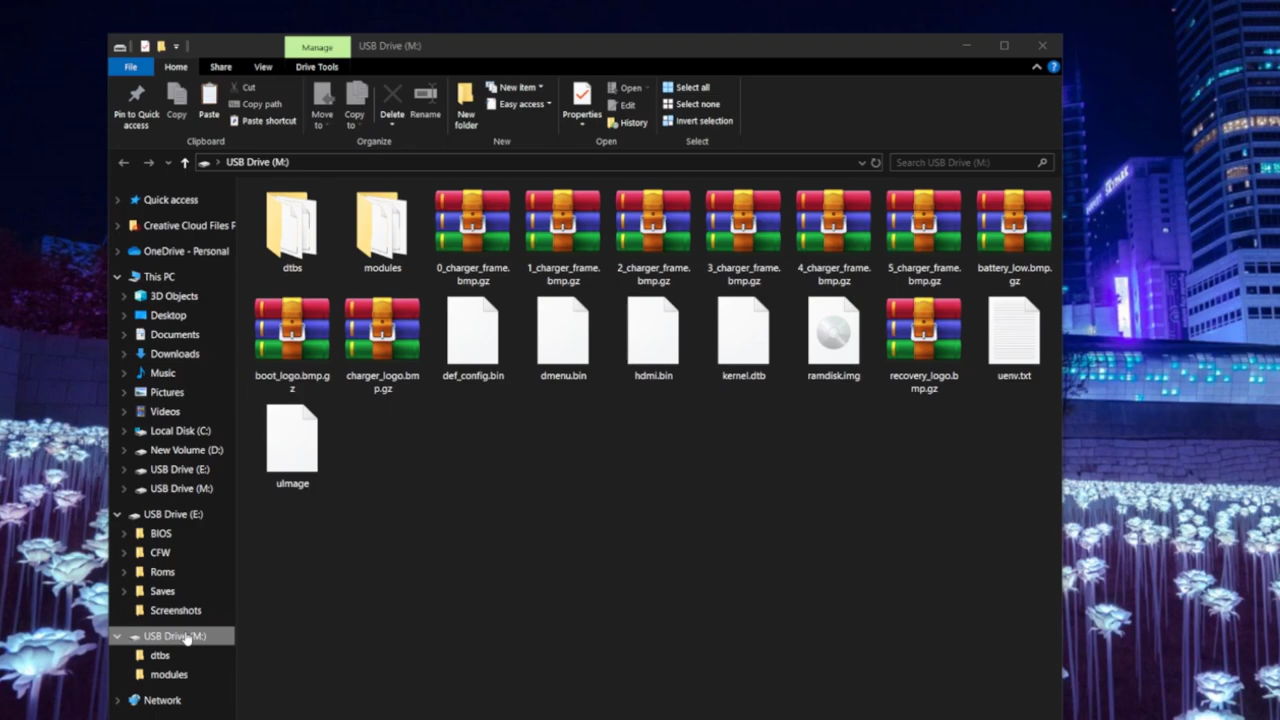 Manage
USB Drive (M:)
File
Home
Share
View
Drive Tools
Pin to Quick
access
Copy
Paste
Cut
Copy path
Paste shortcut
Clipboard
Move
to
Copy
to
Delete
Rename
Organize
New
folder
New item
Easy access
New
Properties
Open
Edit
History
Open
Select all
Select none
Invert selection
Select
USB Drive (M:)
Search USB Drive (M:)
Quick access
Creative Cloud Files
OneDrive - Personal
This PC
3D Objects
Desktop
Documents
Downloads
Music
Pictures
Videos
Local Disk (C:)
New Volume (D:)
USB Drive (E:)
USB Drive (M:)
USB Drive (E:)
BIOS
CFW
Roms
Saves
Screenshots
USB Drive (M:)
dtbs
modules
Network
dtbs
modules
0_charger_frame.
bmp.gz
1_charger_frame.
bmp.gz
2_charger_frame.
bmp.gz
3_charger_frame.
bmp.gz
4_charger_frame.
bmp.gz
5_charger_frame.
bmp.gz
battery_low.bmp.
gz
boot_logo.bmp.g
z
charger_logo.bm
p.gz
def_config.bin
dmenu.bin
hdmi.bin
kernel.dtb
ramdisk.img
recovery_logo.b
mp.gz
uenv.txt
uImage